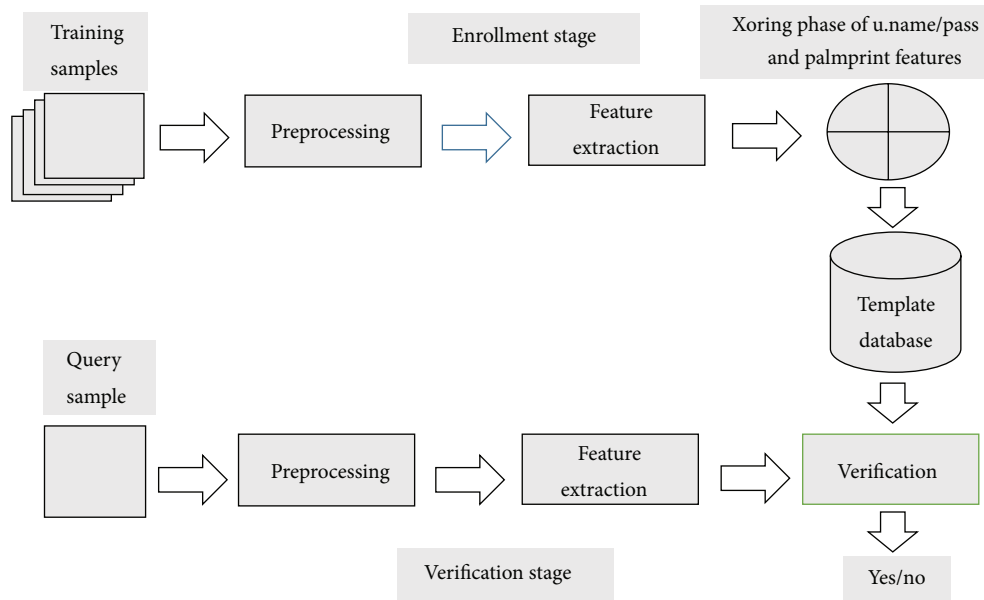 Training
samples
Enrollment stage
Xoring phase of u.name/pass
and palmprint features
Preprocessing
Feature
extraction
Template
database
Query
sample
Preprocessing
Feature
extraction
Verification
Verification stage
Yes/no